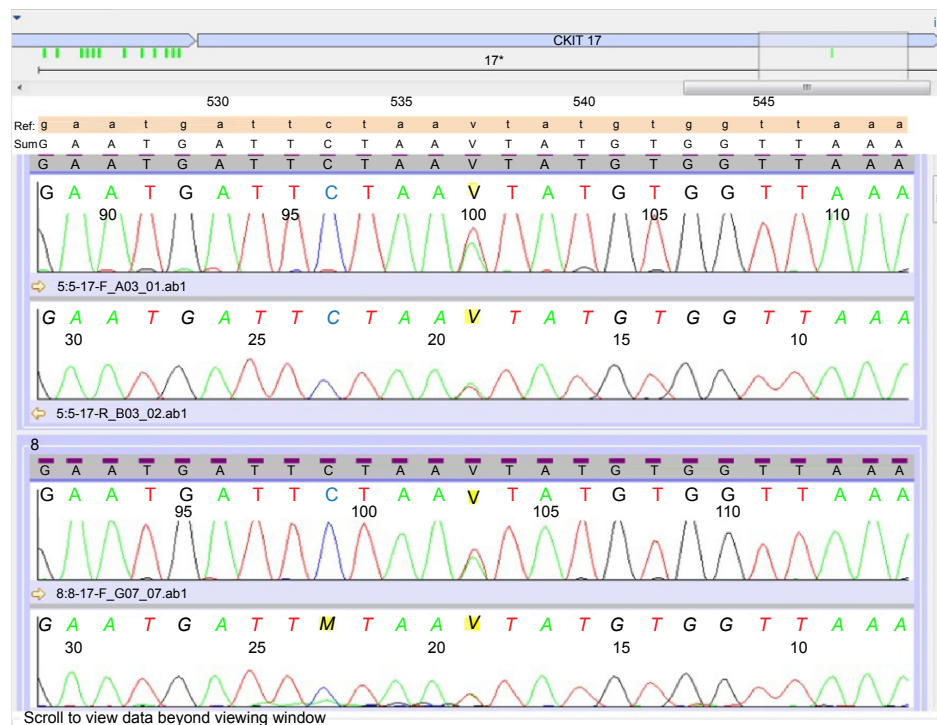 CKIT 17
17*
530 535 540 545
Ref: g a a t g a t t c t a a v t a t g t g g t t a a a
Sum G A A T G A T T C T A A V T A T G T G G T T A A A
G A A T G A T T C T A A V T A T G T G G T T A A A
G A A T G A T T C T A A V T A T G T G G T T A A A
90 95 100 105 110
5:5-17-F_A03_01.ab1
G A A T G A T T C T A A V T A T G T G G T T A A A
30 25 20 15 10
5:5-17-R_B03_02.ab1
8
G A A T G A T T C T A A V T A T G T G G T T A A A
G A A T G A T T C T A A V T A T G T G G T T A A A
95 100 105 110
8:8-17-F_G07_07.ab1
G A A T G A T T M T A A V T A T G T G G T T A A A
30 25 20 15 10
Scroll to view data beyond viewing window